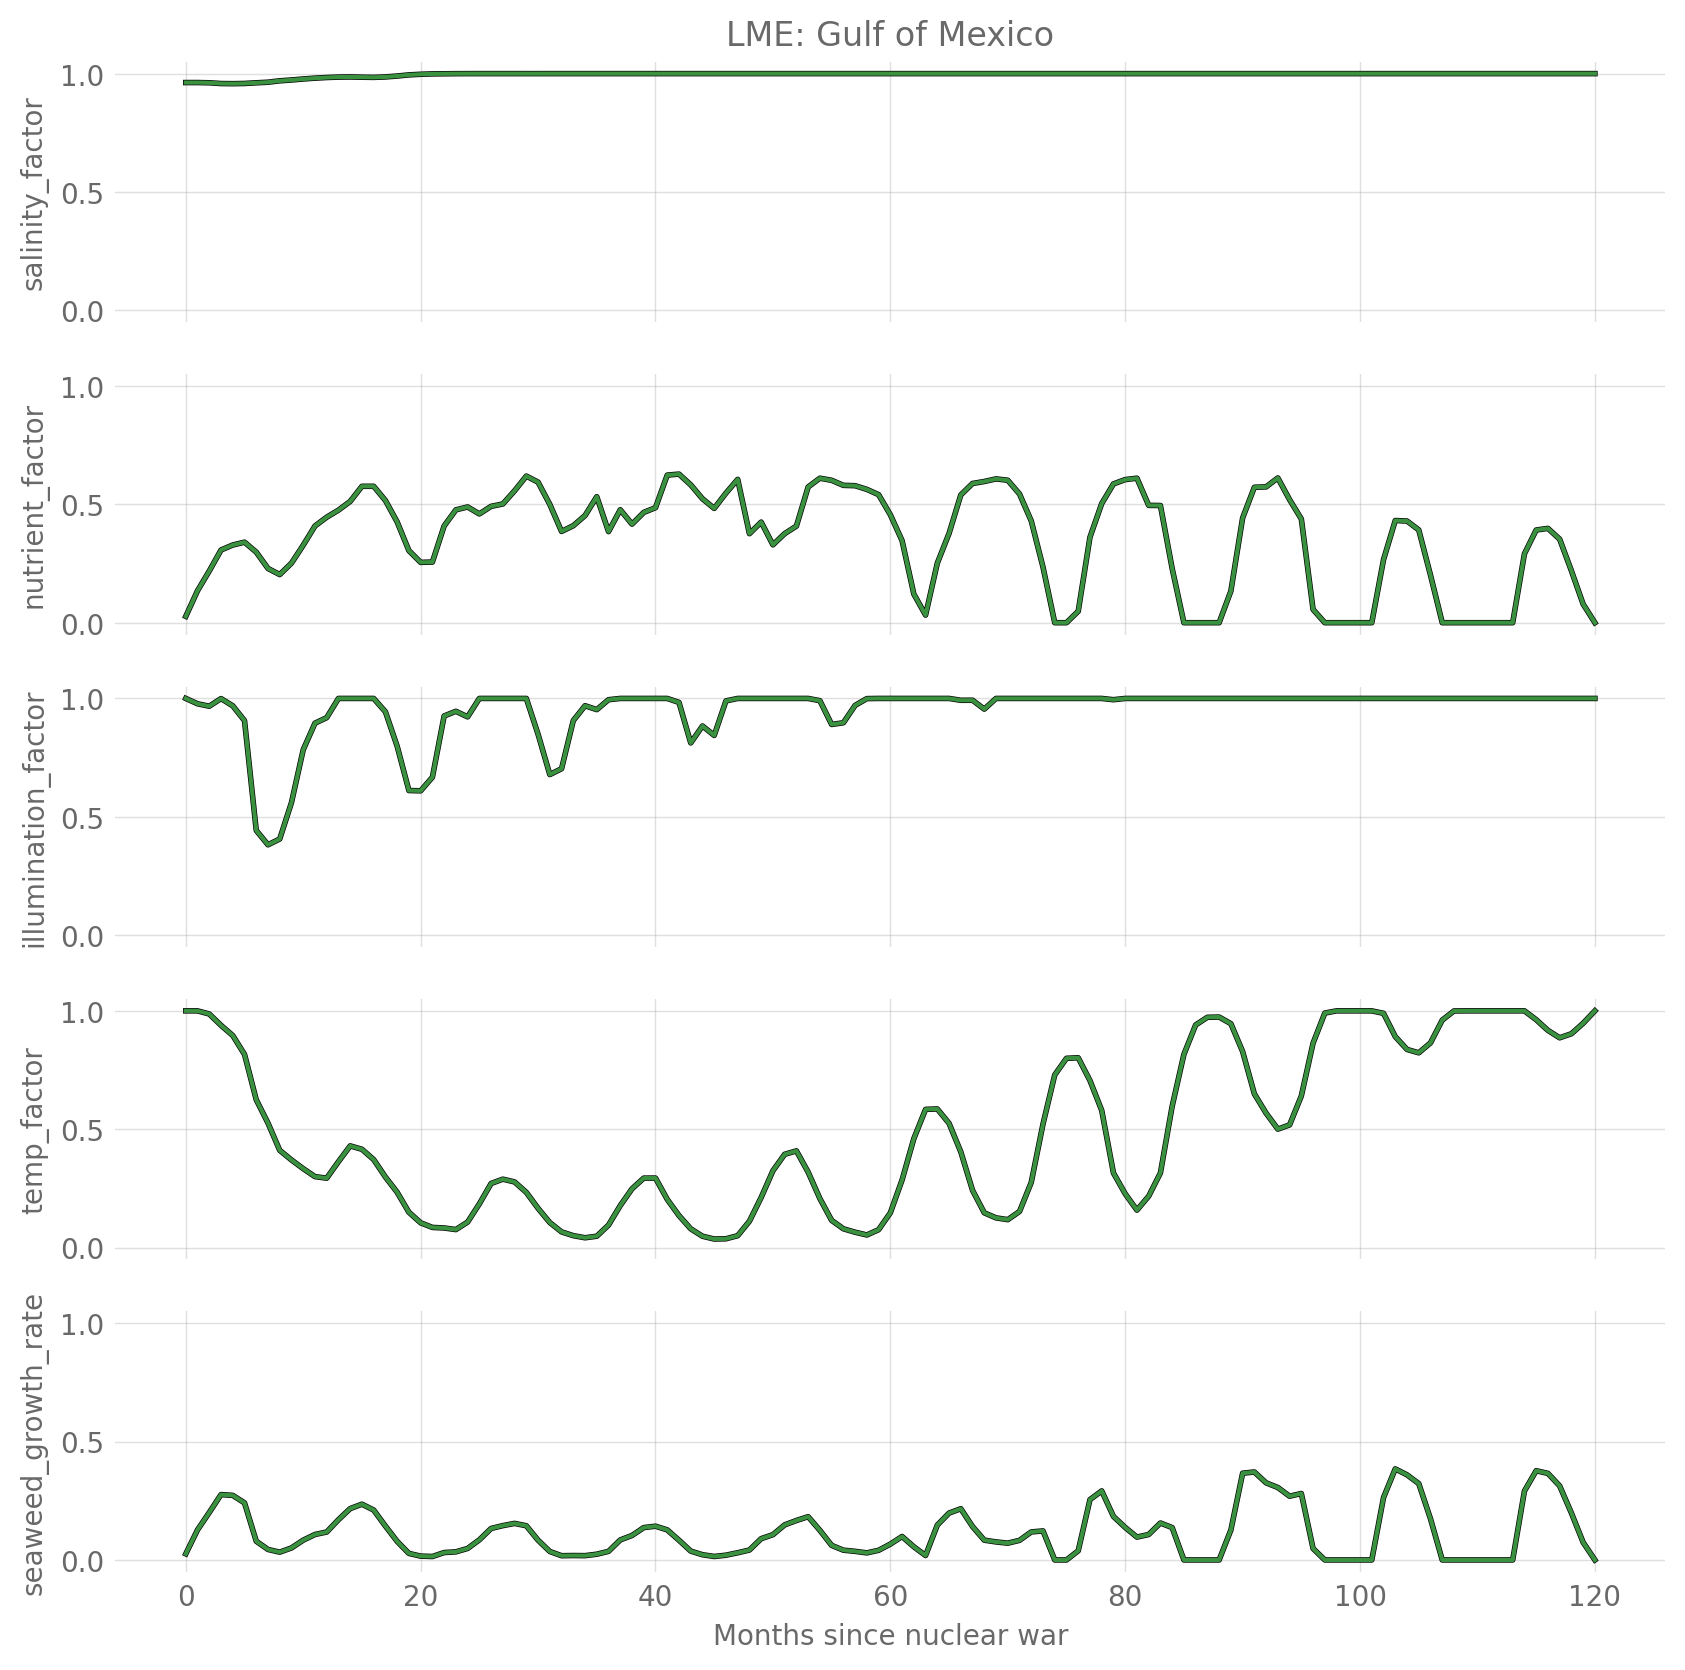 LME: Gulf of Mexico
1.0
0.5
0.0
salinity_factor
1.0
0.5
0.0
nutrient_factor
1.0
0.5
0.0
illumination_factor
1.0
0.5
0.0
temp_factor
1.0
0.5
0.0
seaweed_growth_rate
0 20 40 60 80 100 120
Months since nuclear war